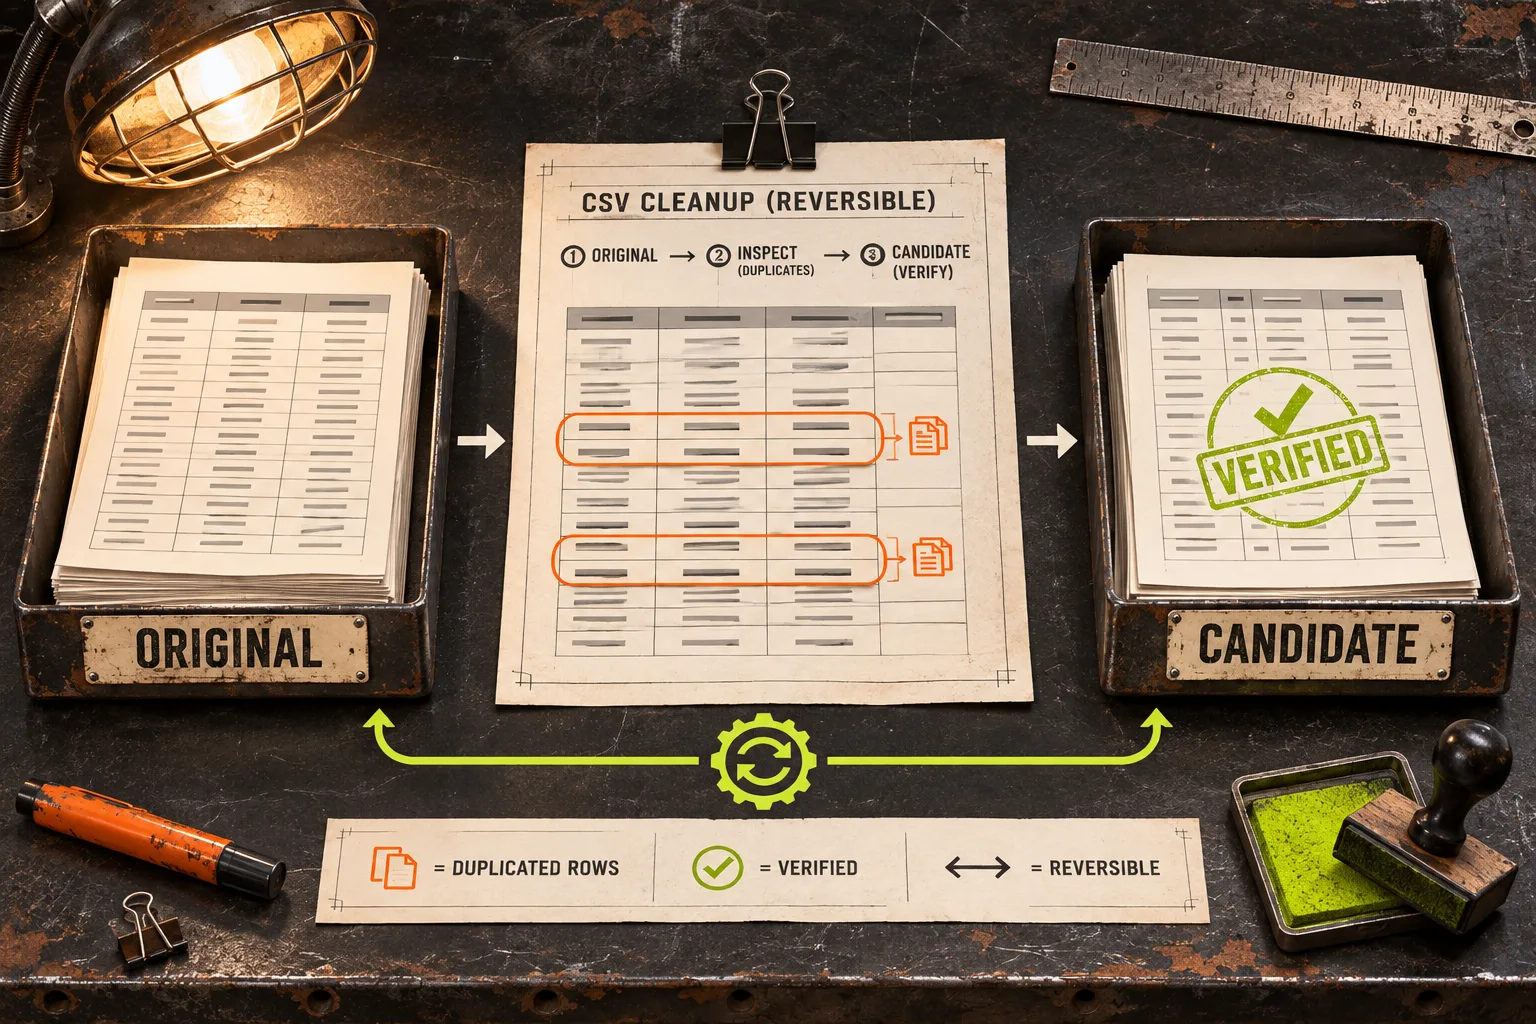 CSV CLEANUP (REVERSIBLE)
1 ORIGINAL → 2 INSPECT (DUPLICATES) → 3 CANDIDATE (VERIFY)
VERIFIED
ORIGINAL
CANDIDATE
= DUPLICATED ROWS
= VERIFIED
= REVERSIBLE